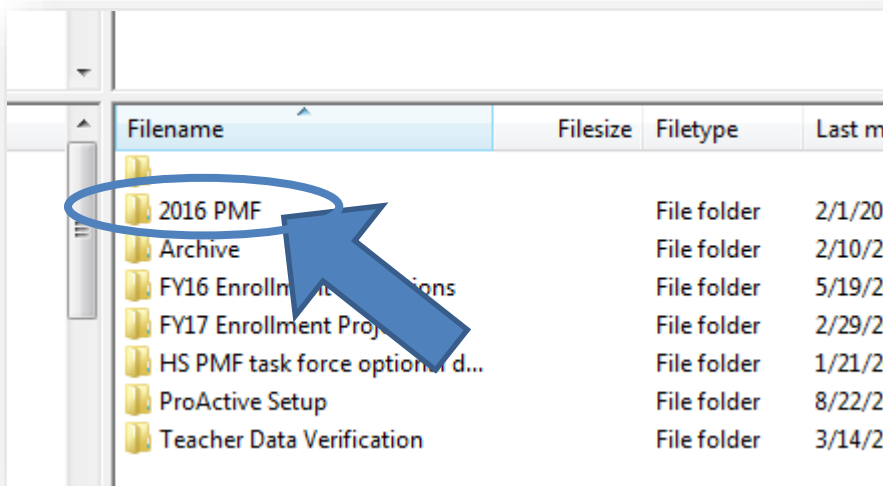 Filename Filesize Filetype Last m
2016 PMF File folder 2/1/20
Archive File folder 2/10/2
FY16 ons File folder 5/19/2
FY17 Enrollment File folder 2/29/2
HS PMF task force optional d... File folder 1/21/2
ProActive Setup File folder 8/22/2
Teacher Data Verification File folder 3/14/2